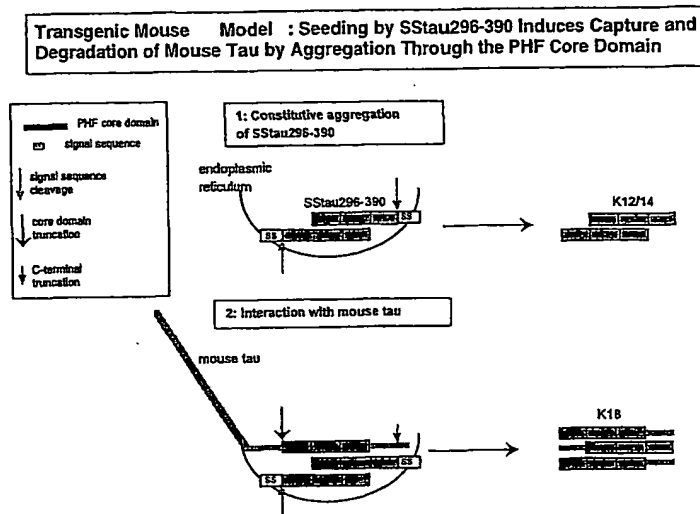 Transgenic Mouse Model : Seeding by SStau296-390 Induces Capture and
Degradation of Mouse Tau by Aggregation Through the PHF Core Domain
PHF core domain
SS
signal sequence
signal sequence
cleavage
core domain
truncation
C-terminal
truncation
1: Constitutive aggregation
of SStau296-390
endoplasmic
reticulum
SStau296-390
SS
SS
K12/14
2: Interaction with mouse tau
mouse tau
SS
SS
K18